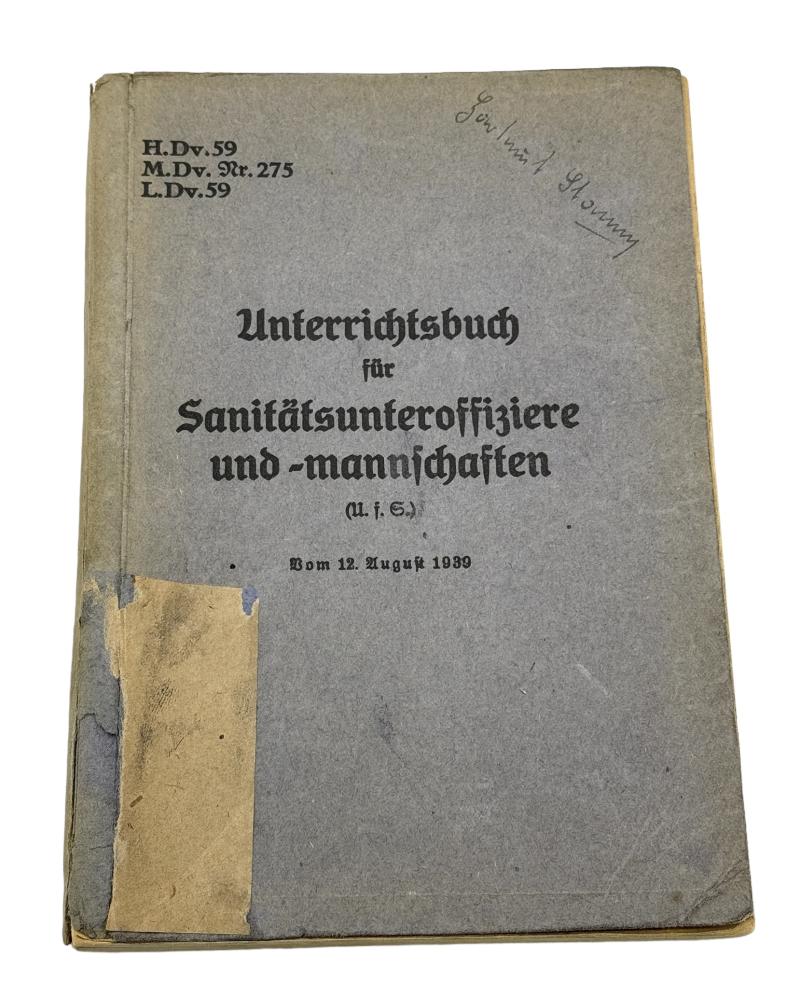 H.Dv.59
M.Dv. Nr. 275
L.Dv.59
Unterrichtsbuch
für
Sanitätsunteroffiziere
und -mannschaften
(U. f. S.)
Vom 12. August 1939